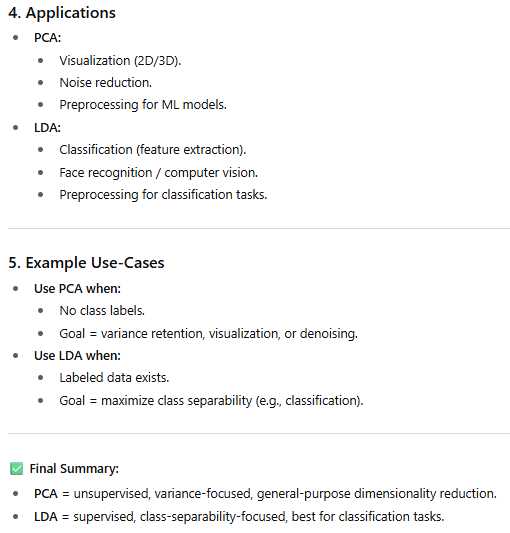 4. Applications
• PCA:
• Visualization (2D/3D).
• Noise reduction.
• Preprocessing for ML models.
• LDA:
• Classification (feature extraction).
• Face recognition / computer vision.
• Preprocessing for classification tasks.
5. Example Use-Cases
• Use PCA when:
• No class labels.
• Goal = variance retention, visualization, or denoising.
• Use LDA when:
• Labeled data exists.
• Goal = maximize class separability (e.g., classification).
✅ Final Summary:
• PCA = unsupervised, variance-focused, general-purpose dimensionality reduction.
• LDA = supervised, class-separability-focused, best for classification tasks.